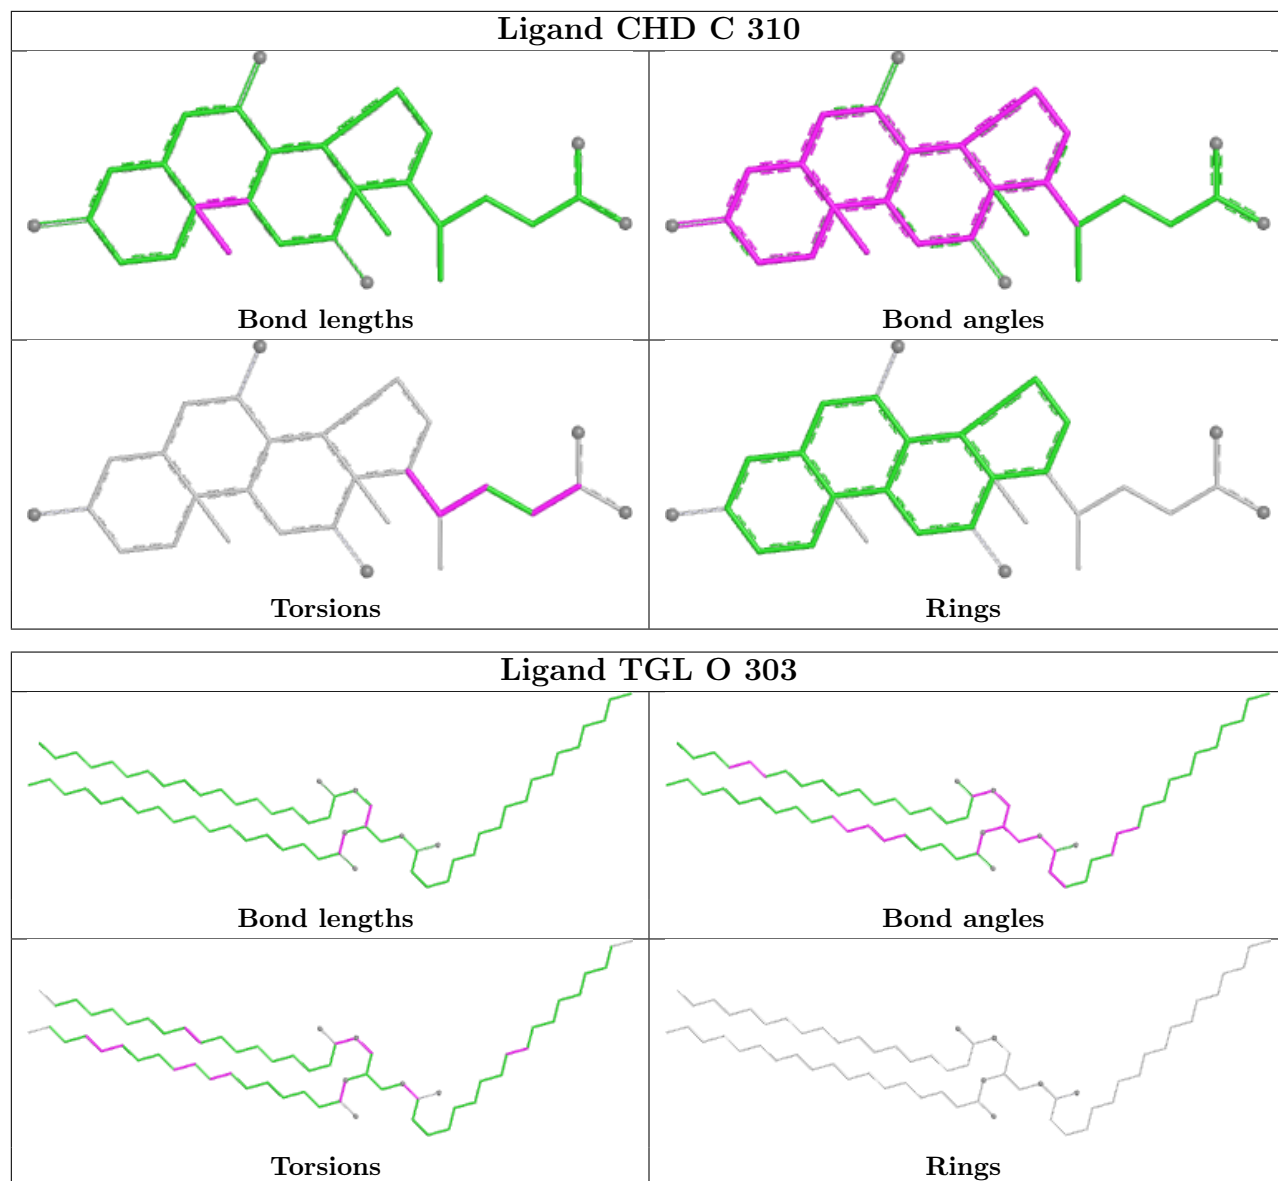 Ligand CHD C 310
Bond lengths
Bond angles
Torsions
Rings
Ligand TGL O 303
Bond lengths
Bond angles
Torsions
Rings